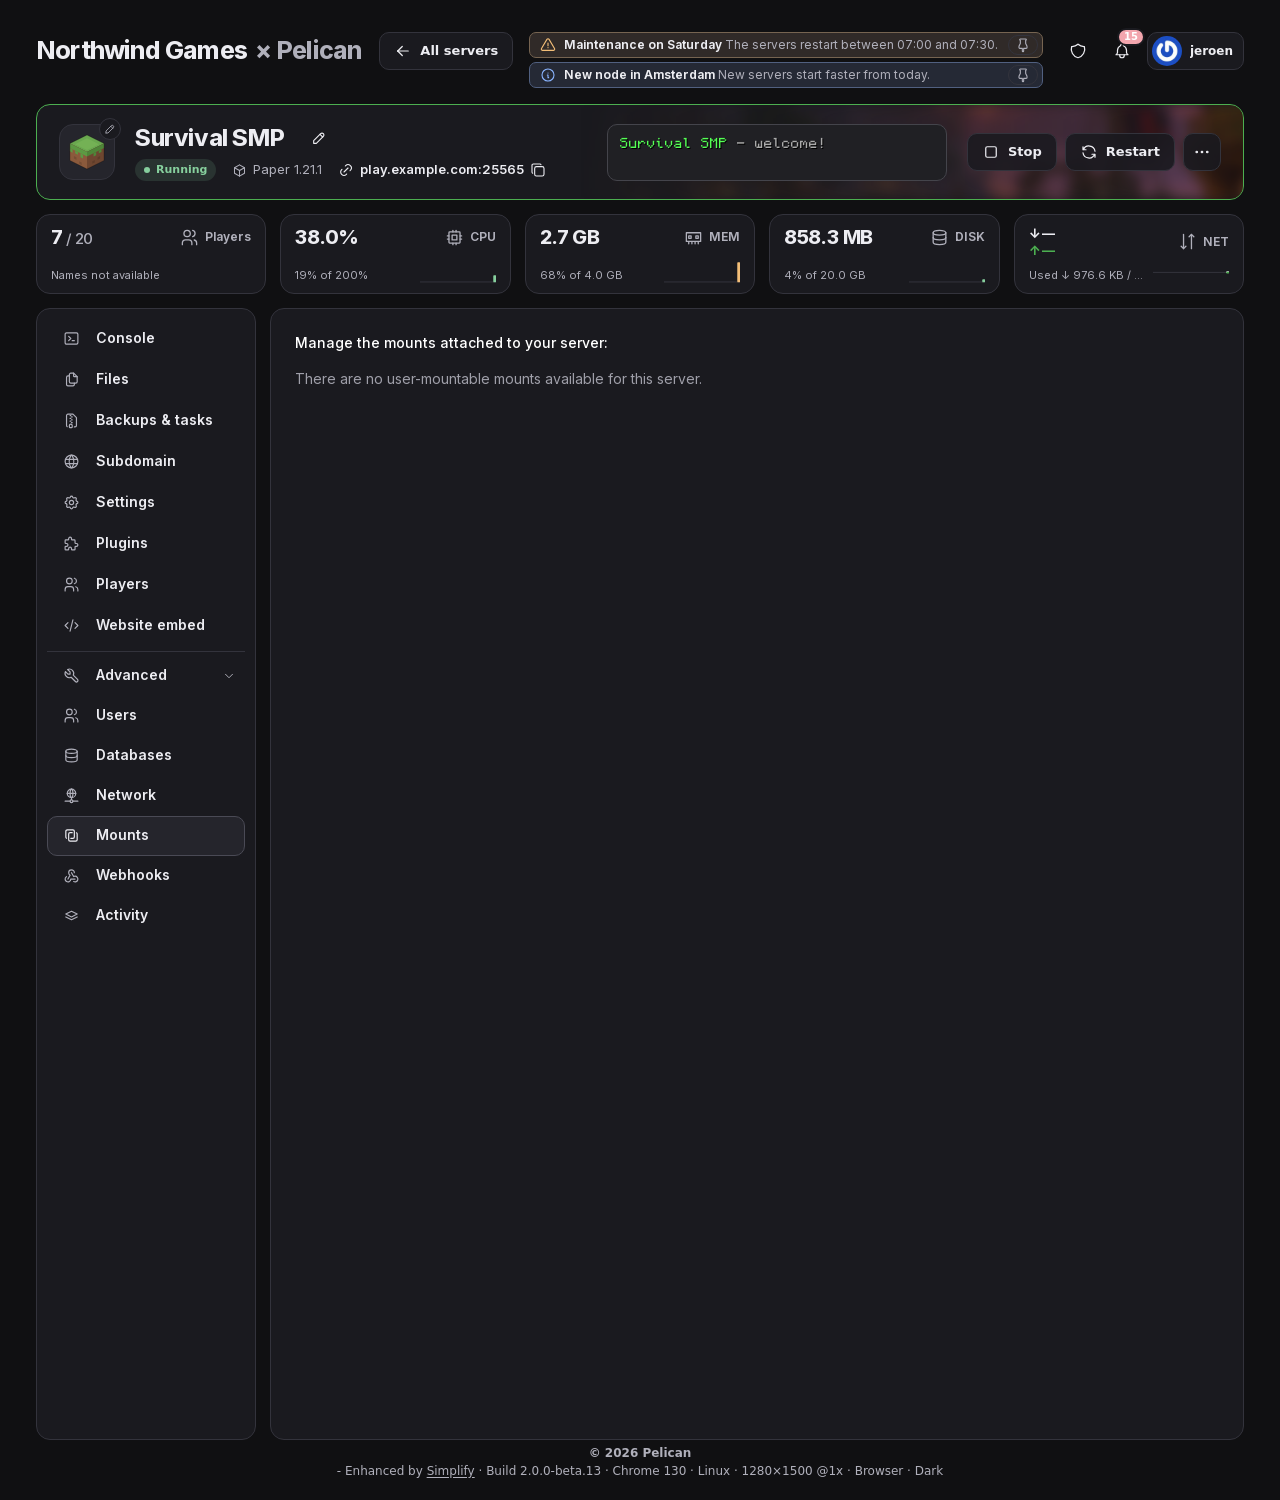 Northwind Games × Pelican
All servers
Maintenance on Saturday The servers restart between 07:00 and 07:30.
New node in Amsterdam New servers start faster from today.
15
jeroen
Survival SMP
Running
Paper 1.21.1
play.example.com:25565
Survival SMP – welcome!
Stop
Restart
7 / 20
Players
Names not available
38.0%
CPU
19% of 200%
2.7 GB
MEM
68% of 4.0 GB
858.3 MB
DISK
4% of 20.0 GB
↓—
↑—
NET
Used ↓ 976.6 KB / ...
Console
Files
Backups & tasks
Subdomain
Settings
Plugins
Players
Website embed
Advanced
Users
Databases
Network
Mounts
Webhooks
Activity
Manage the mounts attached to your server:
There are no user-mountable mounts available for this server.
© 2026 Pelican
- Enhanced by Simplify · Build 2.0.0-beta.13 · Chrome 130 · Linux · 1280×1500 @1x · Browser · Dark